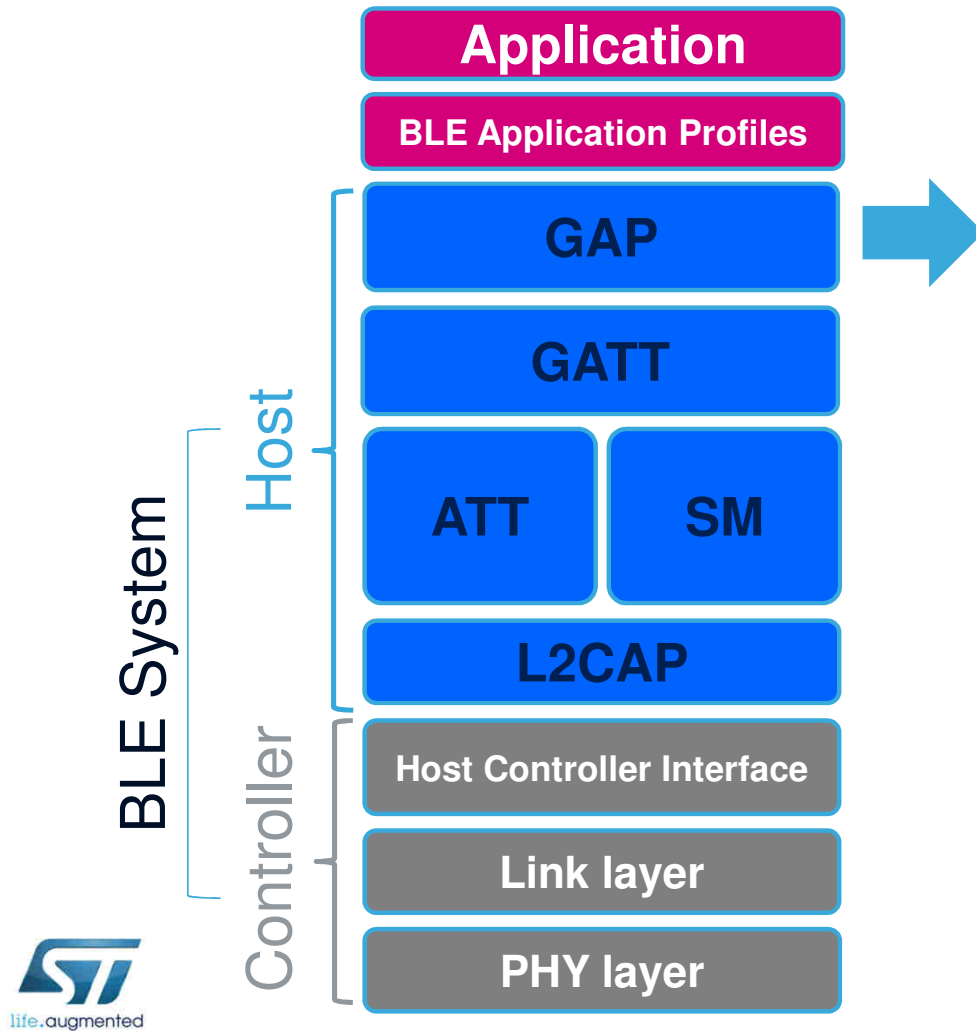 Application
BLE Application Profiles
GAP
GATT
ATT
SM
L2CAP
Host Controller Interface
Link layer
PHY layer
Host
Controller
BLE System
ST
life.augmented